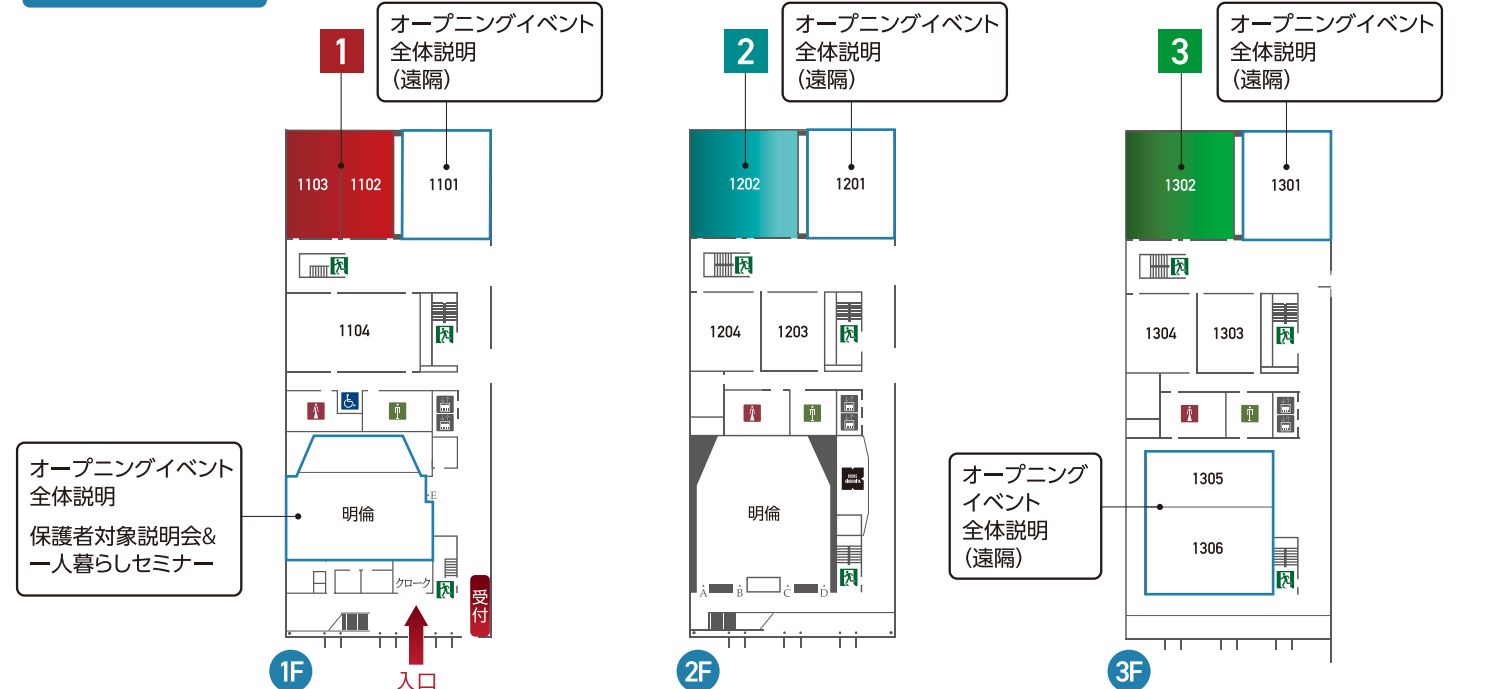 1
オープニングイベント
全体説明
(遠隔)
1103
1102
1101
1104
オープニングイベント
全体説明
保護者対象説明会&
一人暮らしセミナー
明倫
E
クローク
受付
1F
入口
2
オープニングイベント
全体説明
(遠隔)
1202
1201
1204
1203
明倫
A
B
C
D
2F
3
オープニングイベント
全体説明
(遠隔)
1302
1301
1304
1303
オープニング
イベント
全体説明
(遠隔)
1305
1306
3F